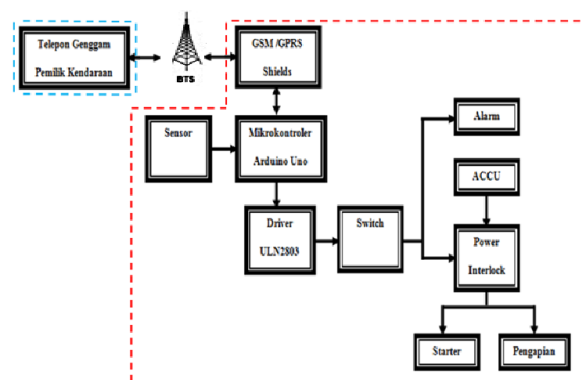 Telepon Genggam
Pemilik Kendaraan
BTS
GSM /GPRS
Shields
Sensor
Mikrokontroler
Arduino Uno
Alarm
ACCU
Driver
ULN2803
Switch
Power
Interlock
Starter
Pengapian